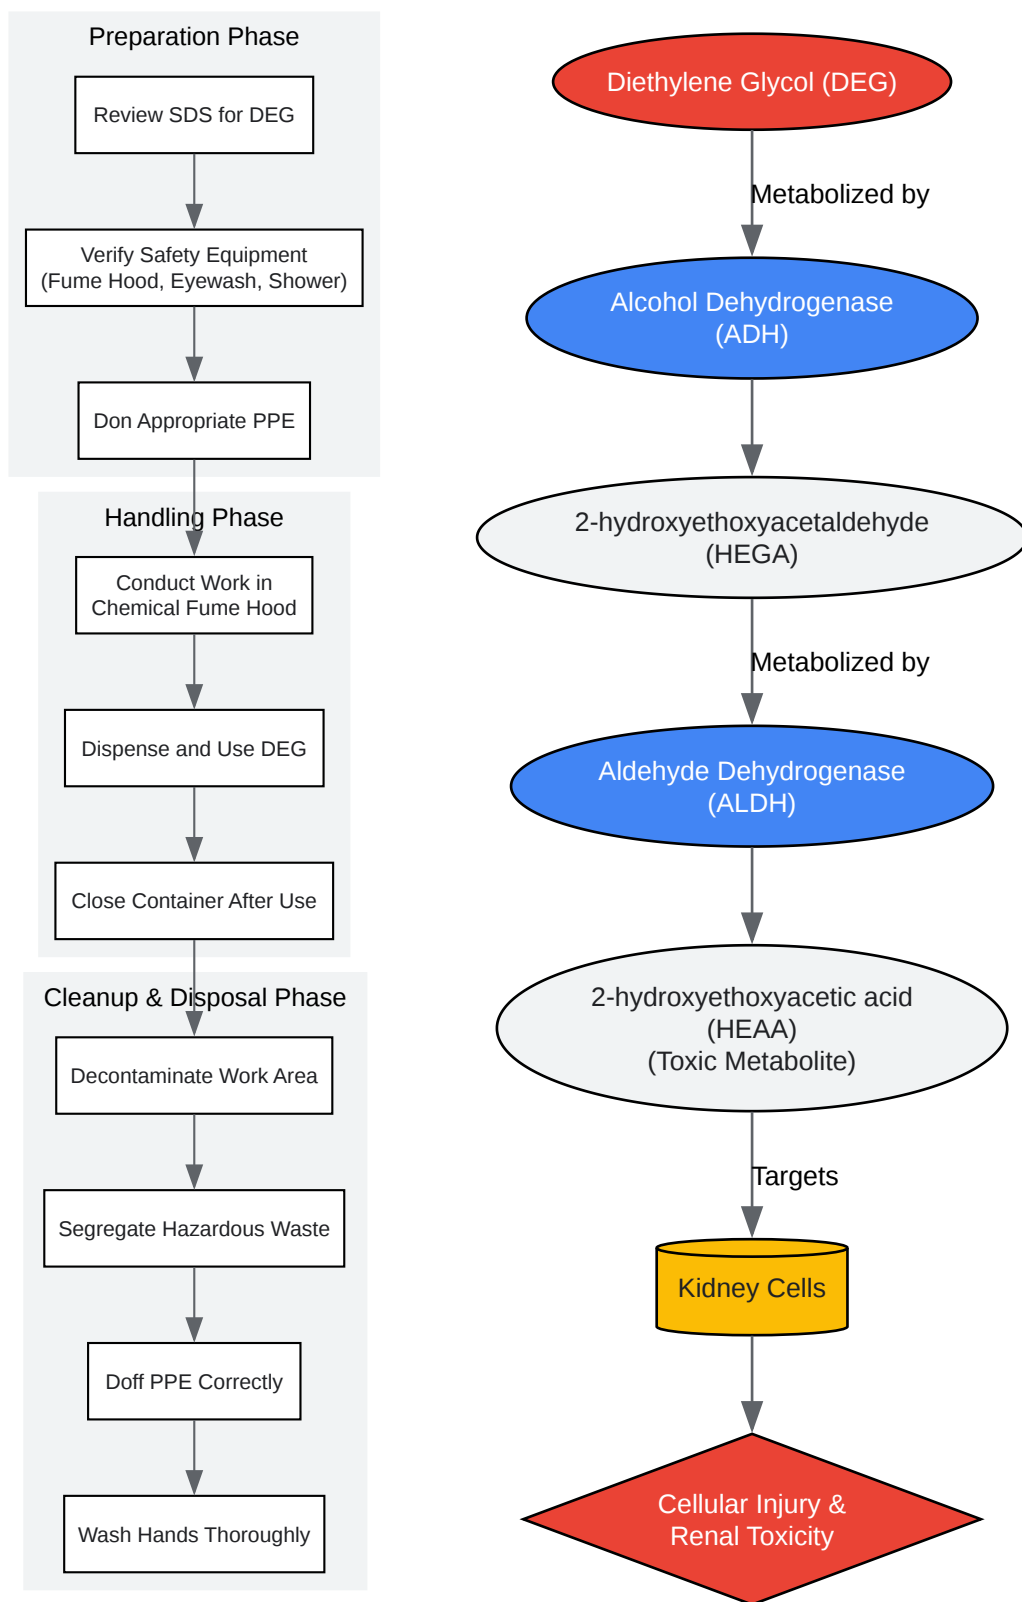 Preparation Phase
Review SDS for DEG
Verify Safety Equipment
(Fume Hood, Eyewash, Shower)
Don Appropriate PPE
Handling Phase
Conduct Work in
Chemical Fume Hood
Dispense and Use DEG
Close Container After Use
Cleanup & Disposal Phase
Decontaminate Work Area
Segregate Hazardous Waste
Doff PPE Correctly
Wash Hands Thoroughly
Diethylene Glycol (DEG)
Metabolized by
Alcohol Dehydrogenase
(ADH)
2-hydroxyethoxyacetaldehyde
(HEGA)
Metabolized by
Aldehyde Dehydrogenase
(ALDH)
2-hydroxyethoxyacetic acid
(HEAA)
(Toxic Metabolite)
Targets
Kidney Cells
Cellular Injury &
Renal Toxicity